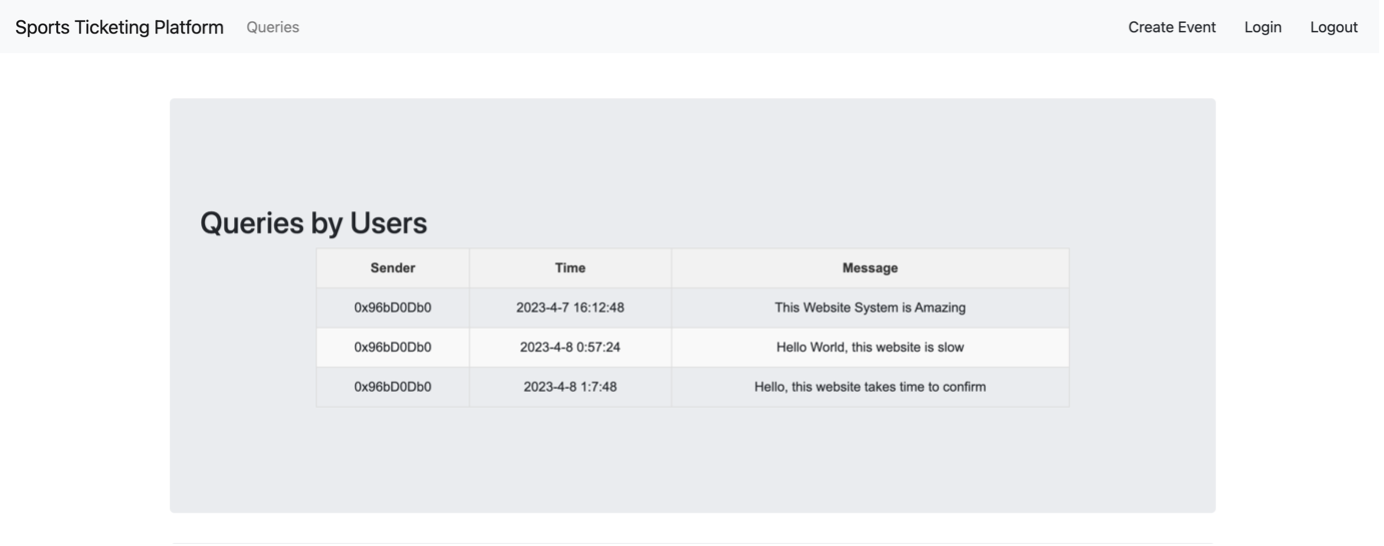 Sports Ticketing Platform Queries Create Event Login Logout
Queries by Users
Sender Time Message
0x96bD0Db0 2023-4-7 16:12:48 This Website System is Amazing
0x96bD0Db0 2023-4-8 0:57:24 Hello World, this website is slow
0x96bD0Db0 2023-4-8 1:7:48 Hello, this website takes time to confirm